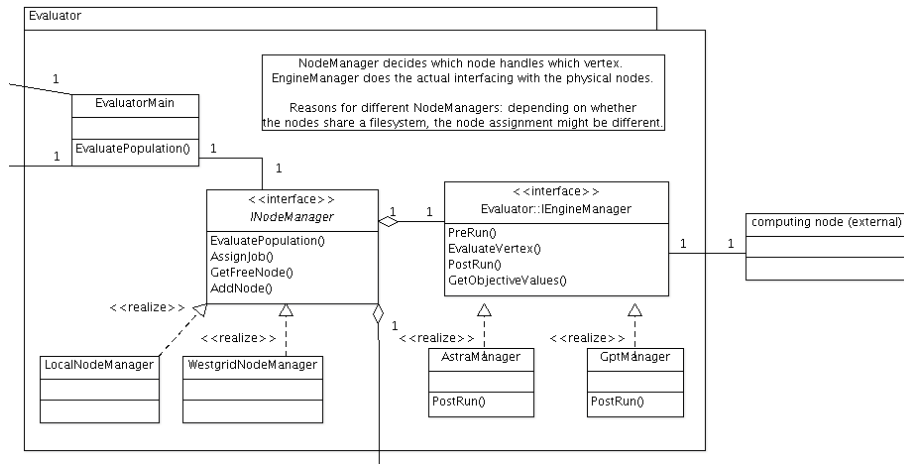 Evaluator
NodeManager decides which node handles which vertex.
EngineManager does the actual interfacing with the physical nodes.
Reasons for different NodeManagers: depending on whether
the nodes share a filesystem, the node assignment might be different.
1
EvaluatorMain
EvaluatePopulation()
1
1
1
<<interface>>
INodeManager
EvaluatePopulation()
AssignJob()
GetFreeNode()
AddNode()
1
1
<<interface>>
Evaluator::IEngineManager
PreRun()
EvaluateVertex()
PostRun()
GetObjectiveValues()
1
1
computing node (external)
<<realize>>
<<realize>>
1
<<realize>>
<<realize>>
LocalNodeManager
WestgridNodeManager
AstraManager
PostRun()
GptManager
PostRun()